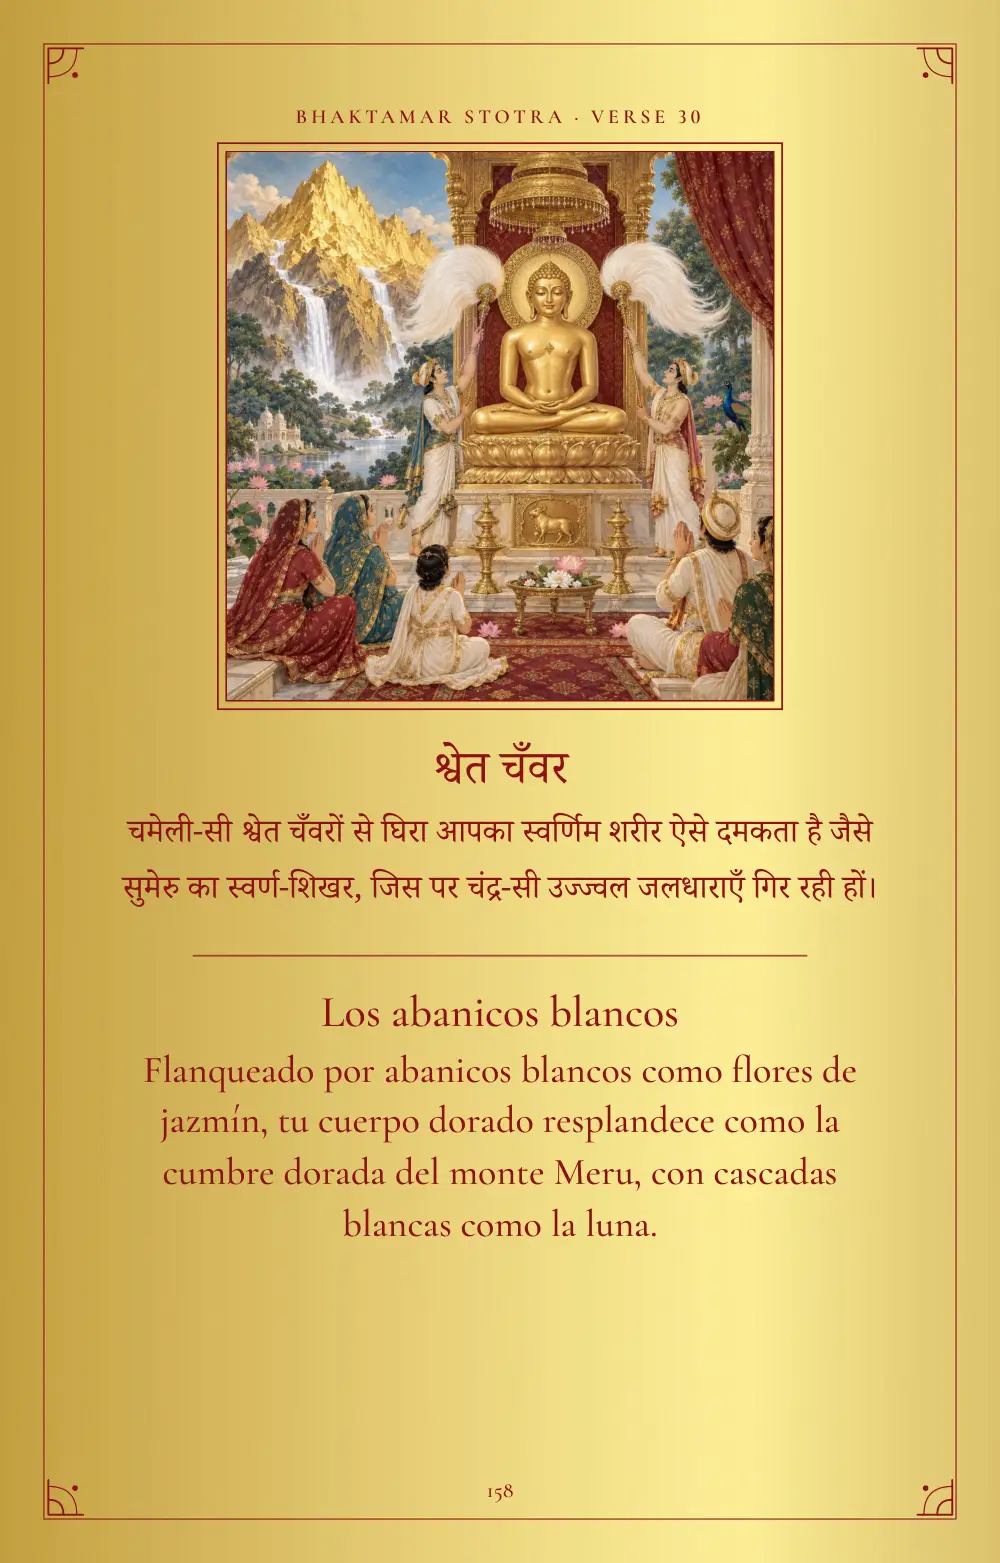 BHAKTAMAR STOTRA · VERSE 30
श्वेत चँवर
चमेली-सी श्वेत चँवरों से घिरा आपका स्वर्णिम शरीर ऐसे दमकता है जैसे
सुमेरु का स्वर्ण-शिखर, जिस पर चंद्र-सी उज्ज्वल जलधाराएँ गिर रही हों।
Los abanicos blancos
Flanqueado por abanicos blancos como flores de
jazmín, tu cuerpo dorado resplandece como la
cumbre dorada del monte Meru, con cascadas
blancas como la luna.
158